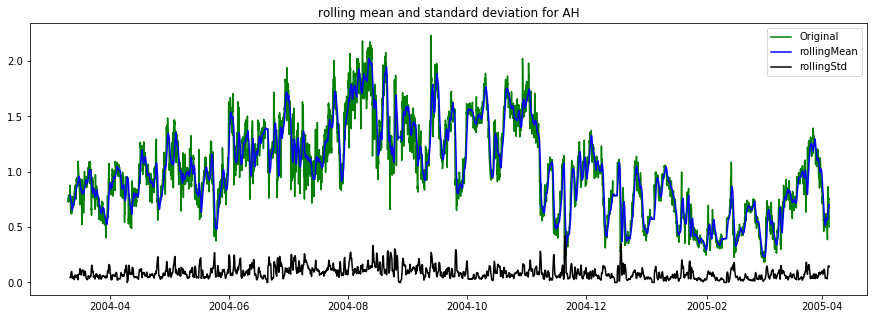 rolling mean and standard deviation for AH
Original
rollingMean
rollingStd
2.0
1.5
1.0
0.5
0.0
2004-04 2004-06 2004-08 2004-10 2004-12 2005-02 2005-04